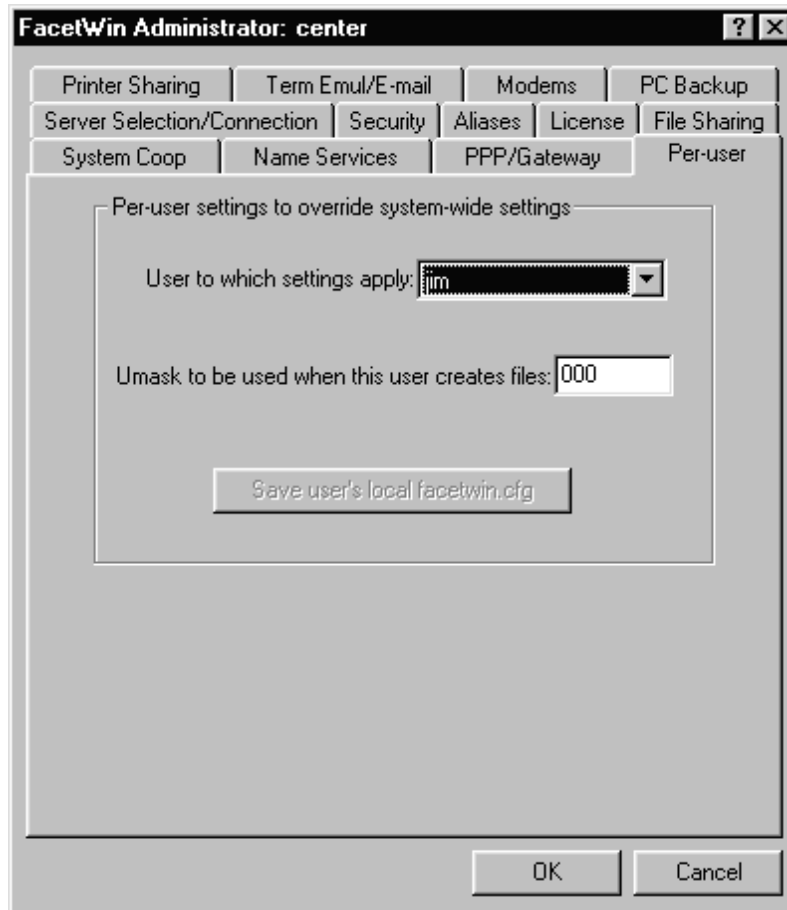 FacetWin Administrator: center
Printer Sharing Term Emul/E-mail Modems PC Backup
Server Selection/Connection Security Aliases License File Sharing
System Coop Name Services PPP/Gateway Per-user
Per-user settings to override system-wide settings
User to which settings apply: jim
Umask to be used when this user creates files: 000
Save user's local facetwin.cfg
OK Cancel